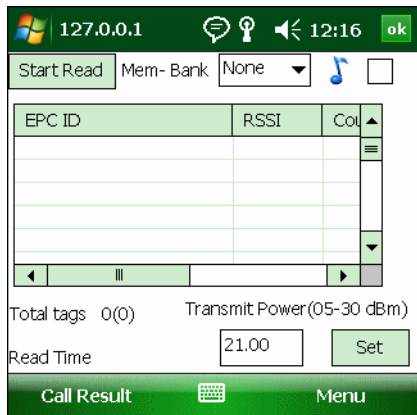 127.0.0.1 12:16 ok
Start Read Mem- Bank None
EPC ID RSSI Cou
Total tags 0(0) Transmit Power(05-30 dBm)
Read Time 21.00 Set
Call Result Menu